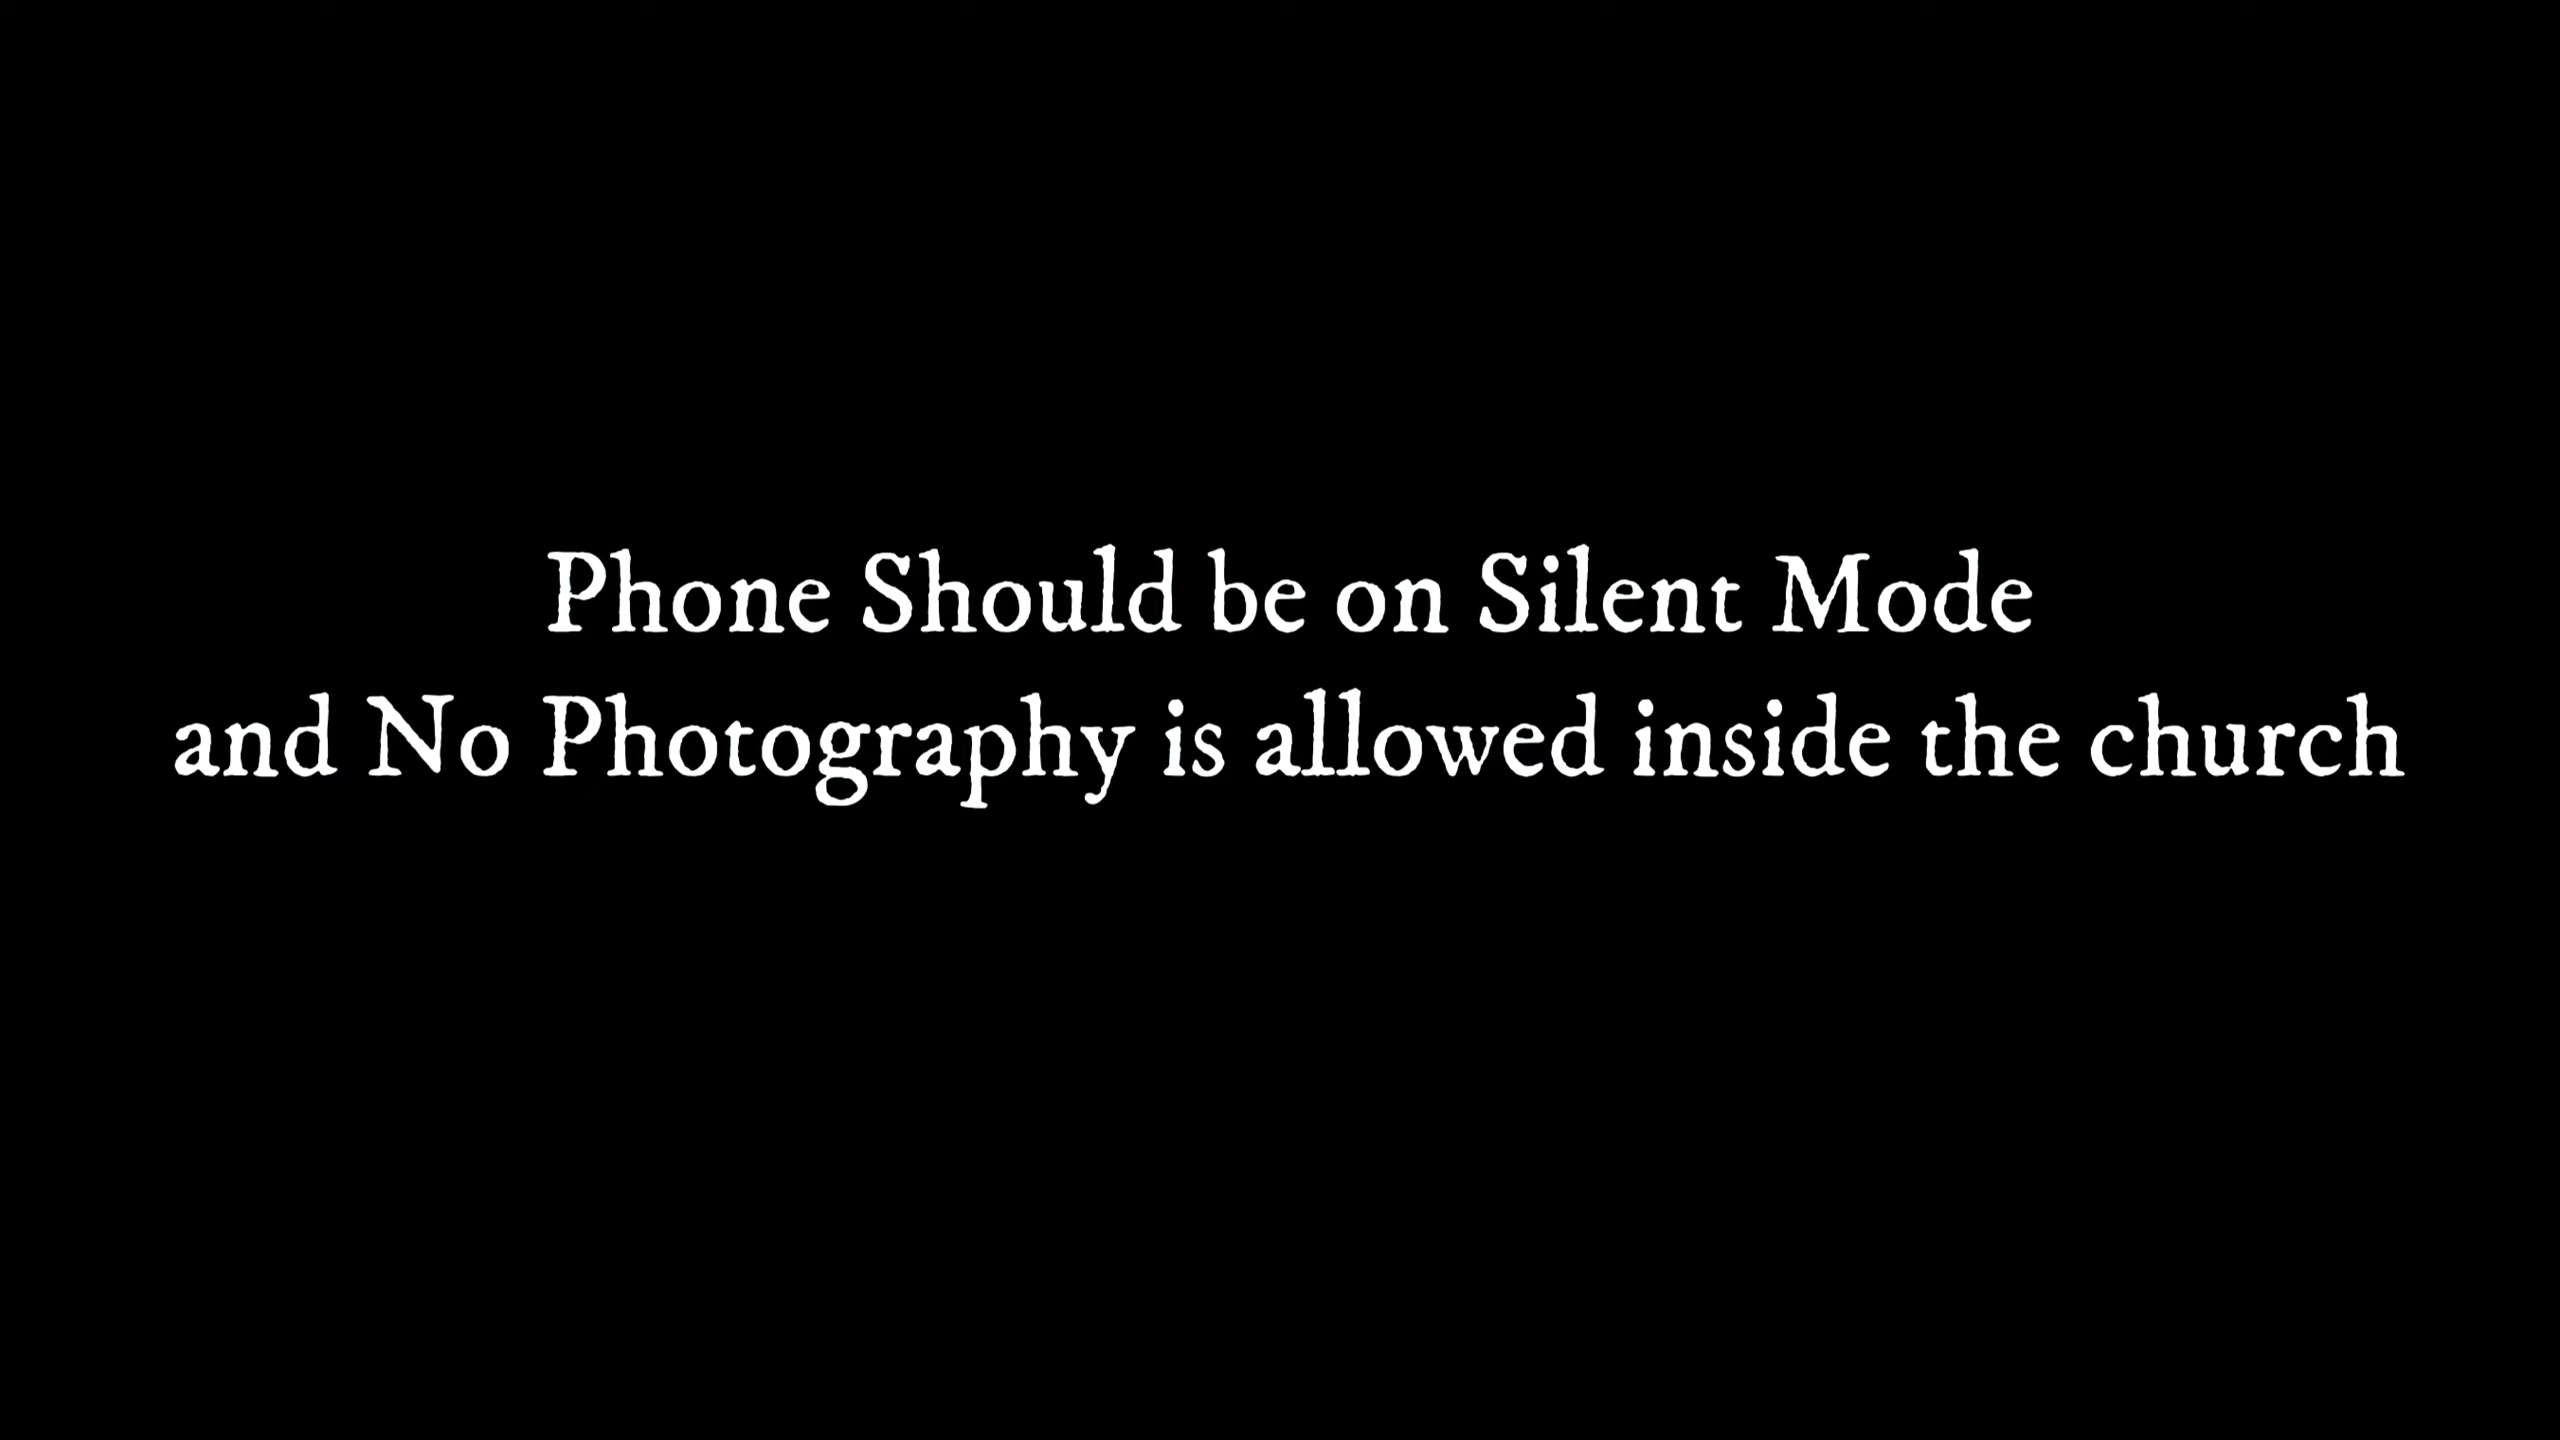 Phone Should be on Silent Mode
and No Photography is allowed inside the church